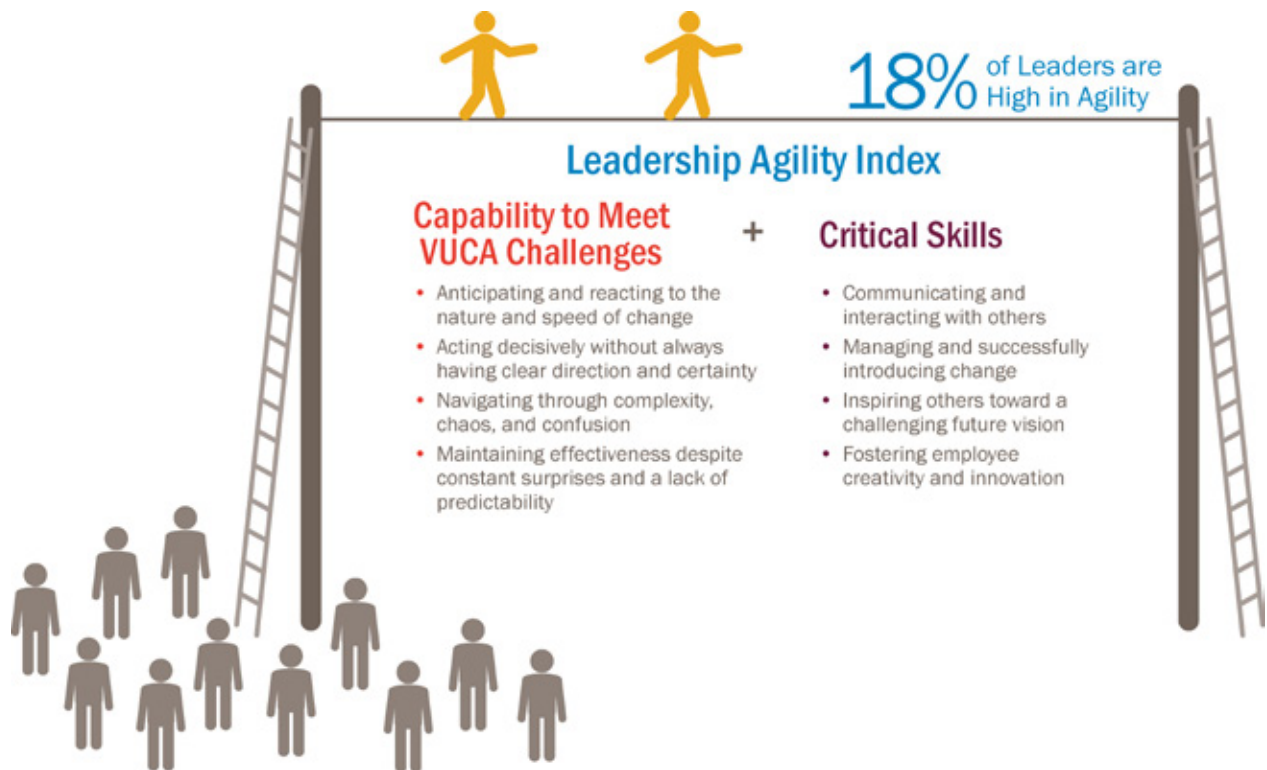 18% of Leaders are
High in Agility
Leadership Agility Index
Capability to Meet
VUCA Challenges
• Anticipating and reacting to the
nature and speed of change
• Acting decisively without always
having clear direction and certainty
• Navigating through complexity,
chaos, and confusion
• Maintaining effectiveness despite
constant surprises and a lack of
predictability
+
Critical Skills
• Communicating and
interacting with others
• Managing and successfully
introducing change
• Inspiring others toward a
challenging future vision
• Fostering employee
creativity and innovation